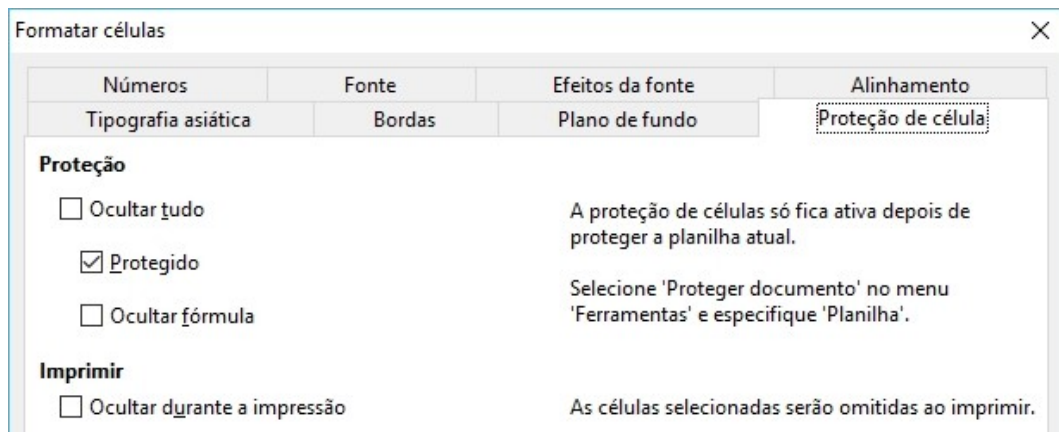 Formatar células
Números Fonte Efeitos da fonte Alinhamento
Tipografia asiática Bordas Plano de fundo Proteção de célula
Proteção
Ocultar tudo
Protegido
Ocultar fórmula
A proteção de células só fica ativa depois de
proteger a planilha atual.
Selecione 'Proteger documento' no menu
'Ferramentas' e especifique 'Planilha'.
Imprimir
Ocultar durante a impressão
As células selecionadas serão omitidas ao imprimir.